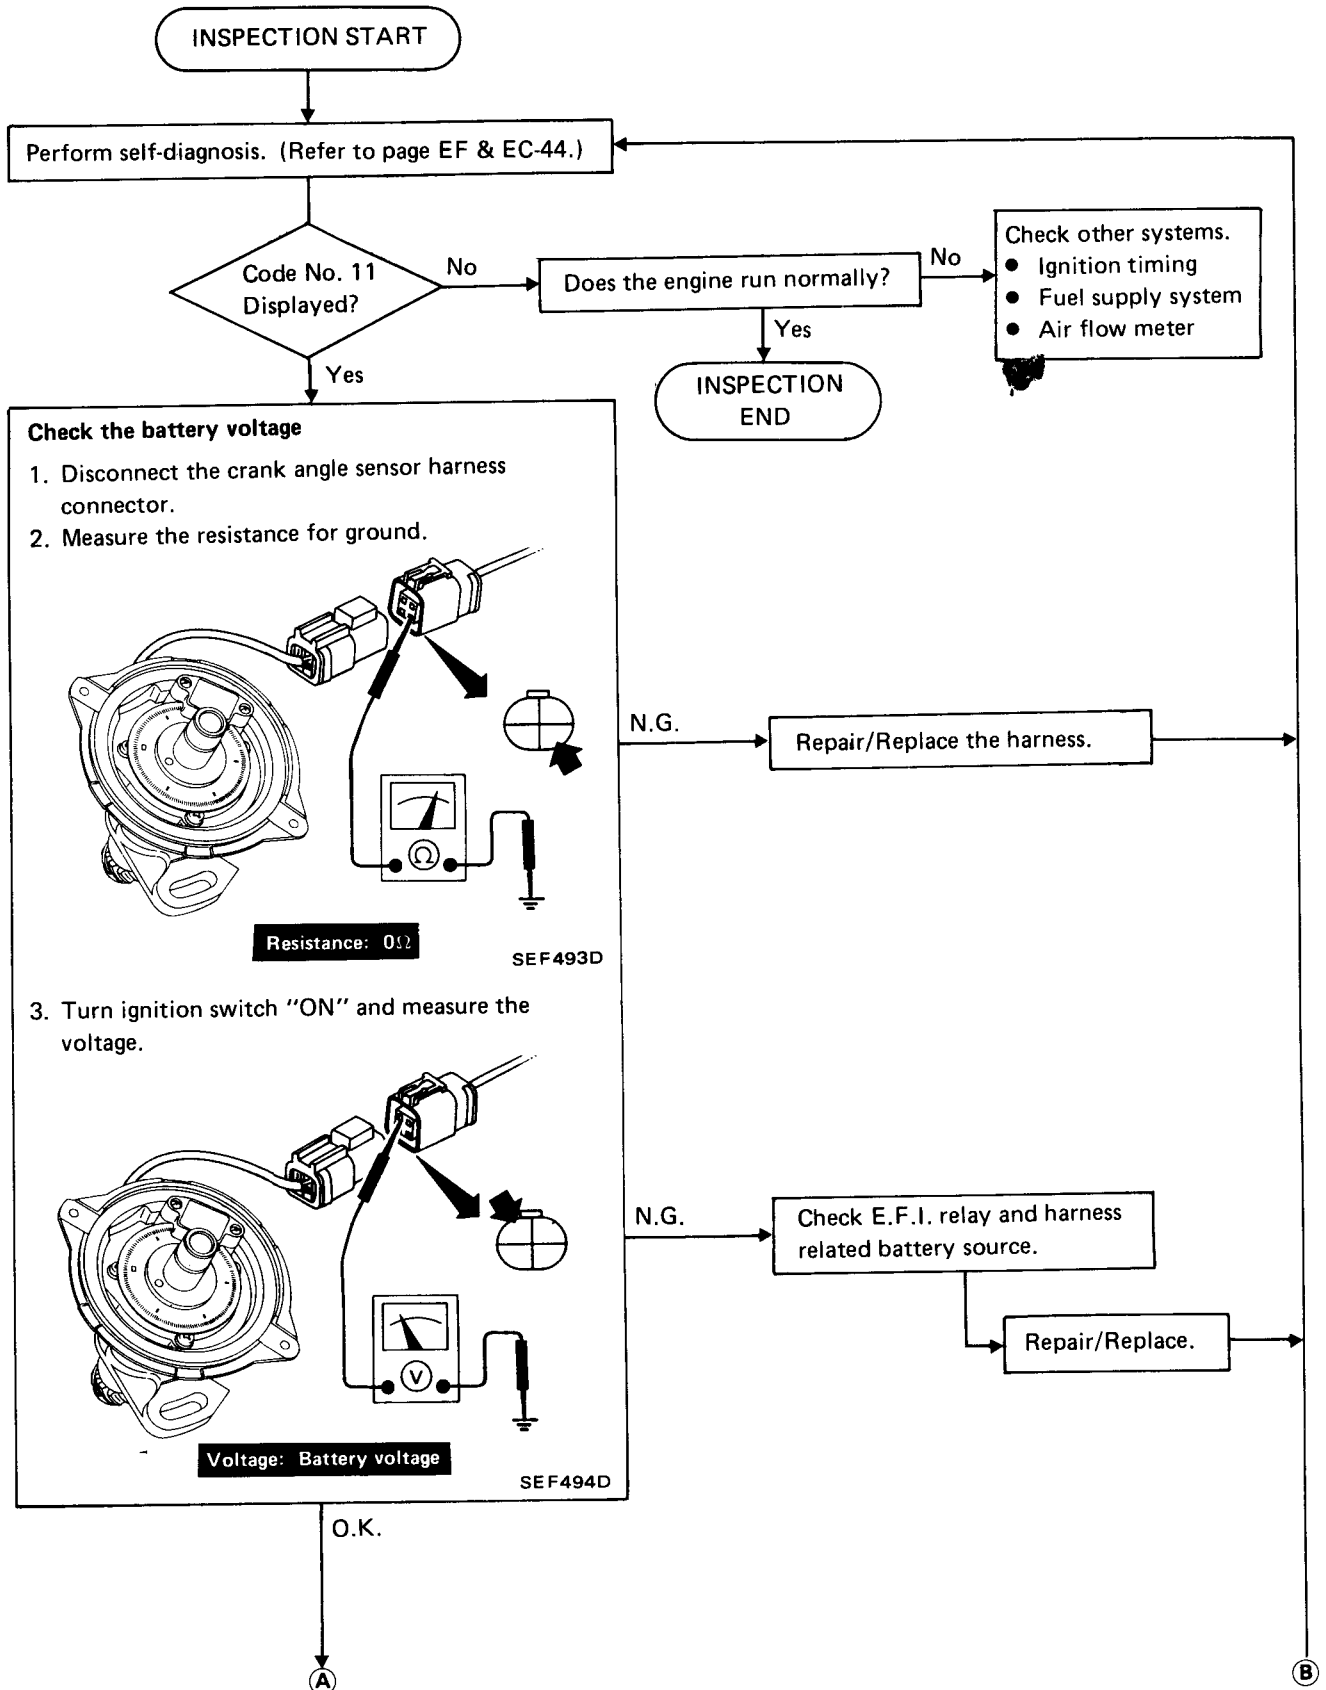 INSPECTION START
Perform self-diagnosis. (Refer to page EF & EC-44.)
Code No. 11
Displayed?
No
Does the engine run normally?
No
Check other systems.
● Ignition timing
● Fuel supply system
● Air flow meter
Yes
INSPECTION
END
Yes
Check the battery voltage
1. Disconnect the crank angle sensor harness
connector.
2. Measure the resistance for ground.
Ω
Resistance: 0Ω
SEF493D
N.G.
Repair/Replace the harness.
3. Turn ignition switch "ON" and measure the
voltage.
V
Voltage: Battery voltage
SEF494D
N.G.
Check E.F.I. relay and harness
related battery source.
Repair/Replace.
O.K.
A
B